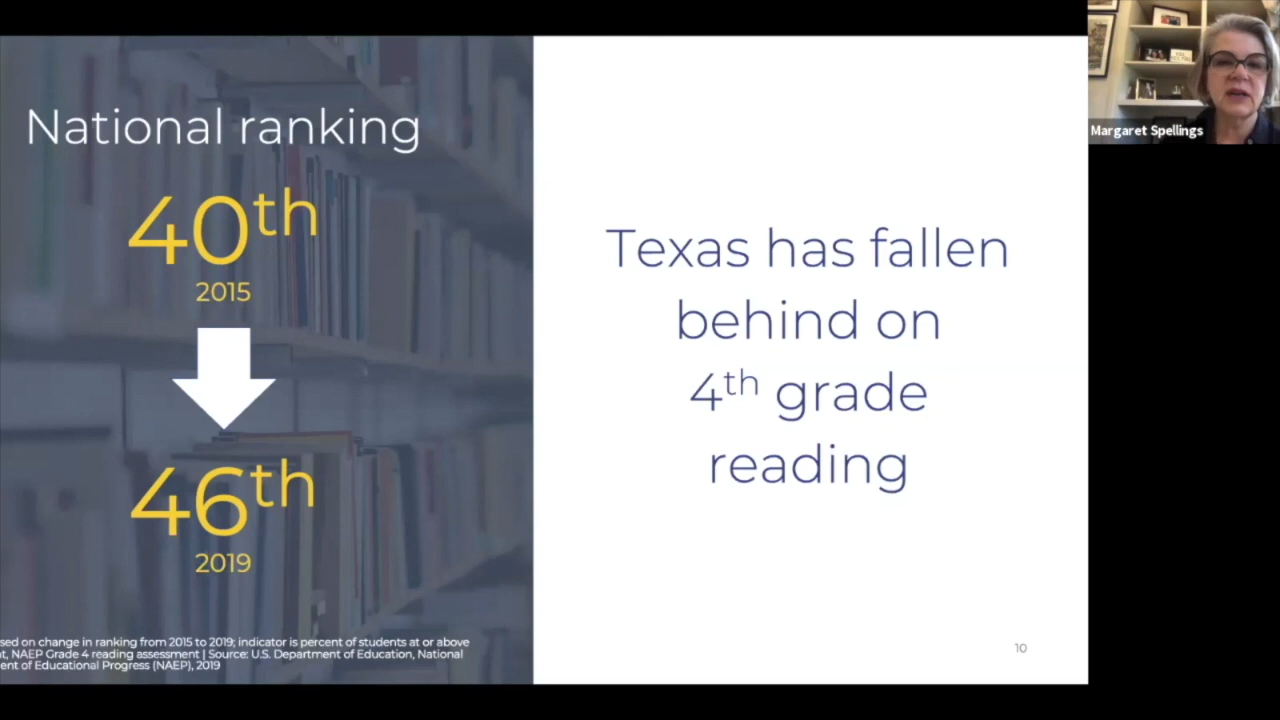 National ranking
40th
2015
46th
2019
sed on change in ranking from 2015 to 2019; indicator is percent of students at or above
t, NAEP Grade 4 reading assessment | Source: U.S. Department of Education, National
ent of Educational Progress (NAEP), 2019
Texas has fallen
behind on
4th grade
reading
10
Margaret Spellings